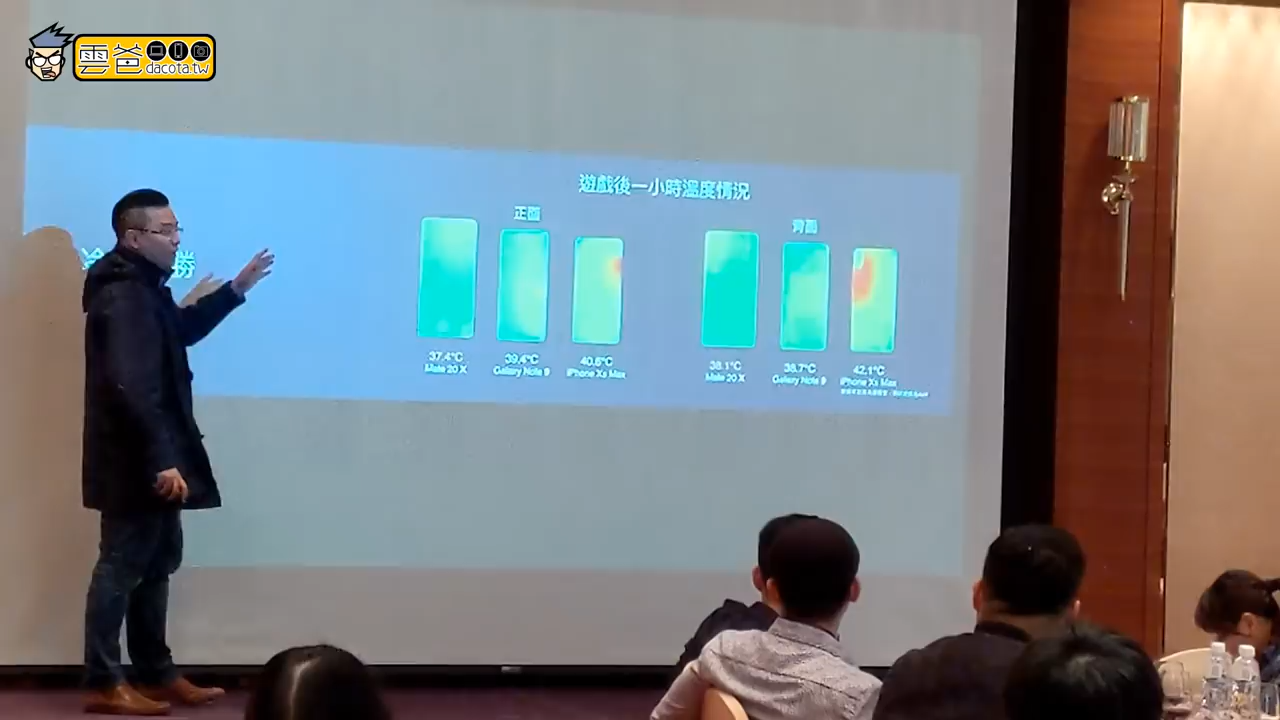 雲爸
dacota.tw
遊戲後一小時溫度情況
正面
背面
37.4°C
Mate 20 X
39.4°C
Galaxy Note 9
40.6°C
iPhone Xs Max
38.1°C
Mate 20 X
38.7°C
Galaxy Note 9
42.1°C
iPhone Xs Max
勝